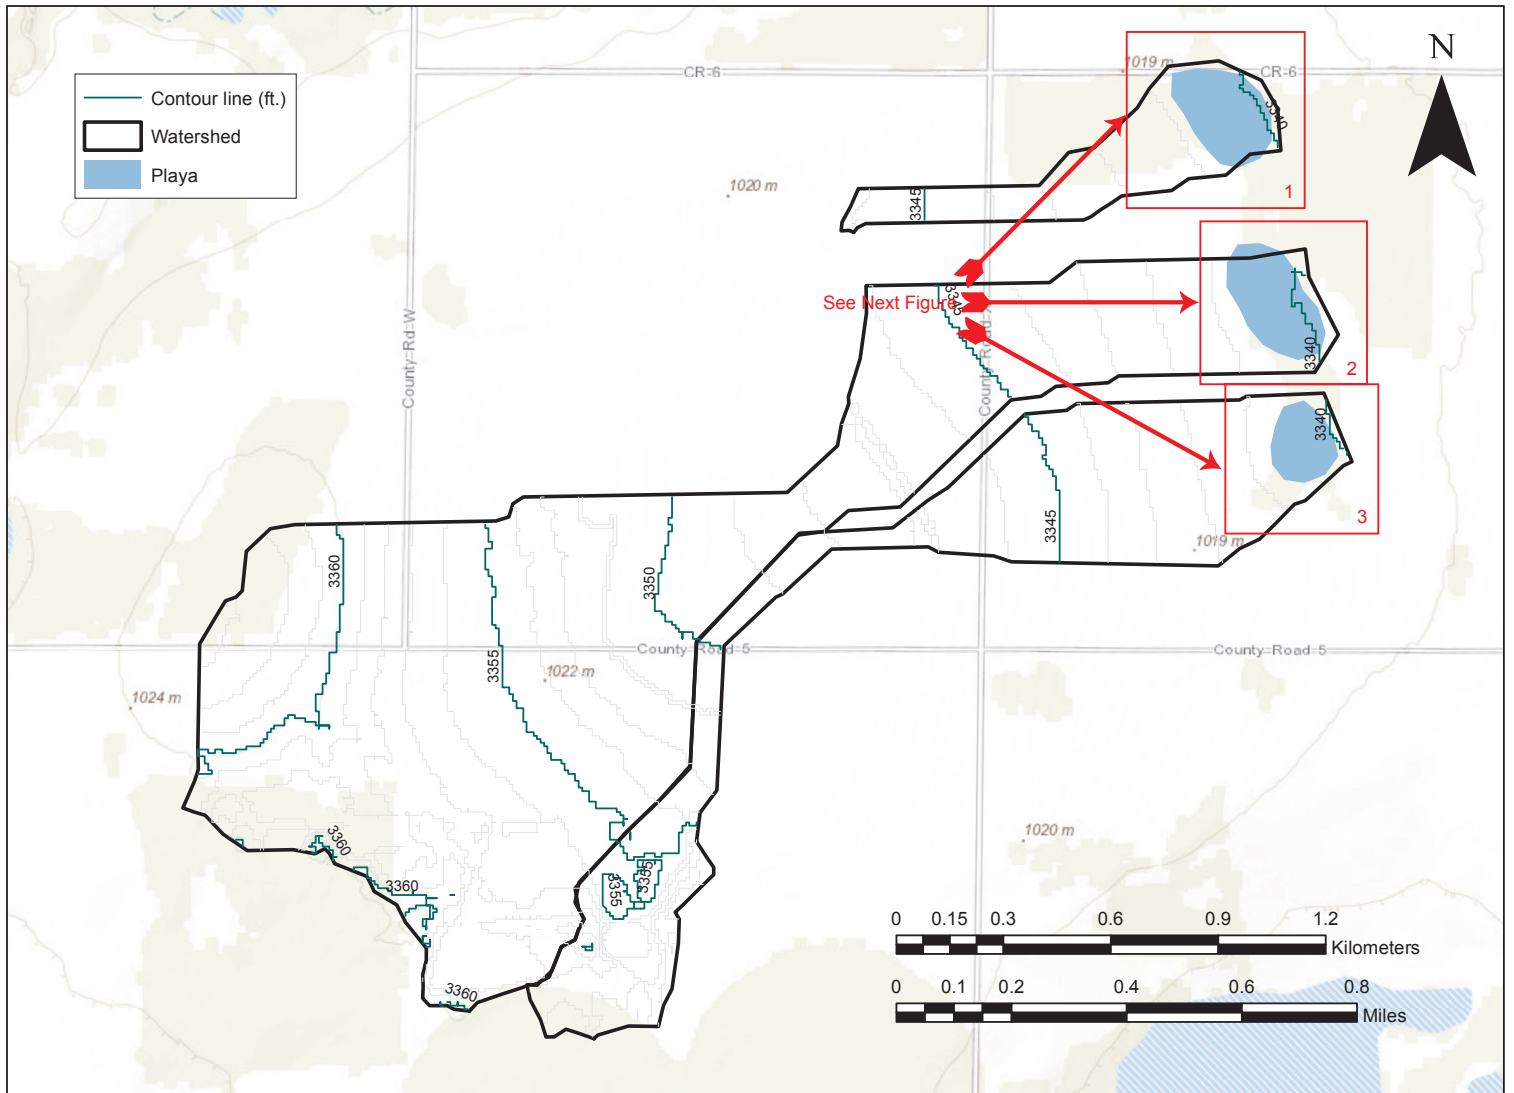 N
CR-6
1019 m
CR-6
Contour line (ft.)
Watershed
Playa
3340
1020 m
1
3345
See Next Figure
3345
County-Rd-W
County-Road-
3340
2
3340
3345
1019 m
3
3360
3350
County-Road-5
County-Road-5
3355
1022 m
1024 m
3360
1020 m
3360
3355
3355
3360
0 0.15 0.3 0.6 0.9 1.2
Kilometers
0 0.1 0.2 0.4 0.6 0.8
Miles